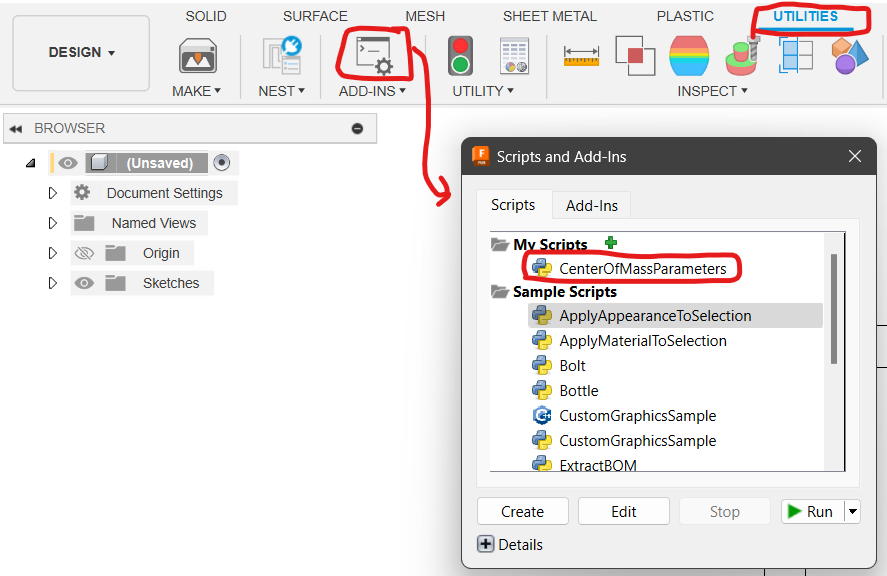 SOLID SURFACE MESH SHEET METAL PLASTIC UTILITIES
DESIGN ▾
MAKE ▾ NEST ▾ ADD-INS ▾ UTILITY ▾ INSPECT ▾
BROWSER
(Unsaved)
Document Settings
Named Views
Origin
Sketches
F
Scripts and Add-Ins
Scripts Add-Ins
My Scripts
CenterOfMassParameters
Sample Scripts
ApplyAppearanceToSelection
ApplyMaterialToSelection
Bolt
Bottle
CustomGraphicsSample
CustomGraphicsSample
ExtractBOM
Create Edit Stop Run
Details